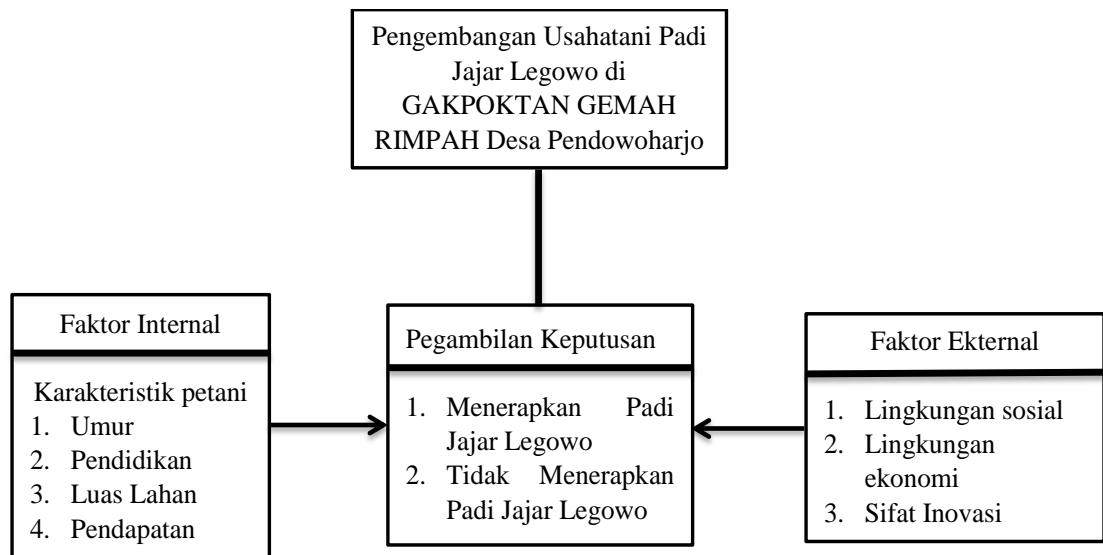 Pengembangan Usahatani Padi
Jajar Legowo di
GAKPOKTAN GEMAH
RIMPAH Desa Pendowoharjo
Faktor Internal
Karakteristik petani
1. Umur
2. Pendidikan
3. Luas Lahan
4. Pendapatan
Pegambilan Keputusan
1. Menerapkan Padi
Jajar Legowo
2. Tidak Menerapkan
Padi Jajar Legowo
Faktor Ekternal
1. Lingkungan sosial
2. Lingkungan
ekonomi
3. Sifat Inovasi